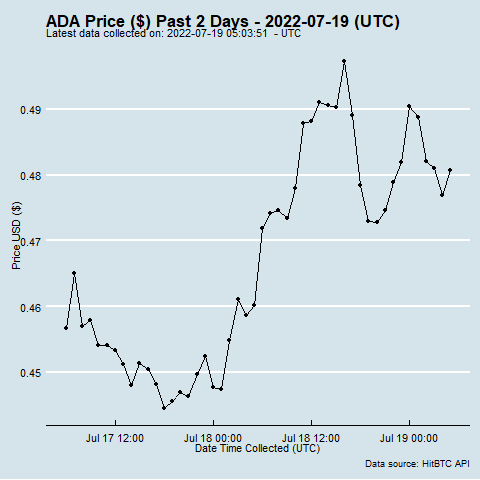 ADA Price ($) Past 2 Days - 2022-07-19 (UTC)
Latest data collected on: 2022-07-19 05:03:51  - UTC
Price USD ($)
0.49
0.48
0.47
0.46
0.45
Jul 17 12:00
Jul 18 00:00
Jul 18 12:00
Jul 19 00:00
Date Time Collected (UTC)
Data source: HitBTC API